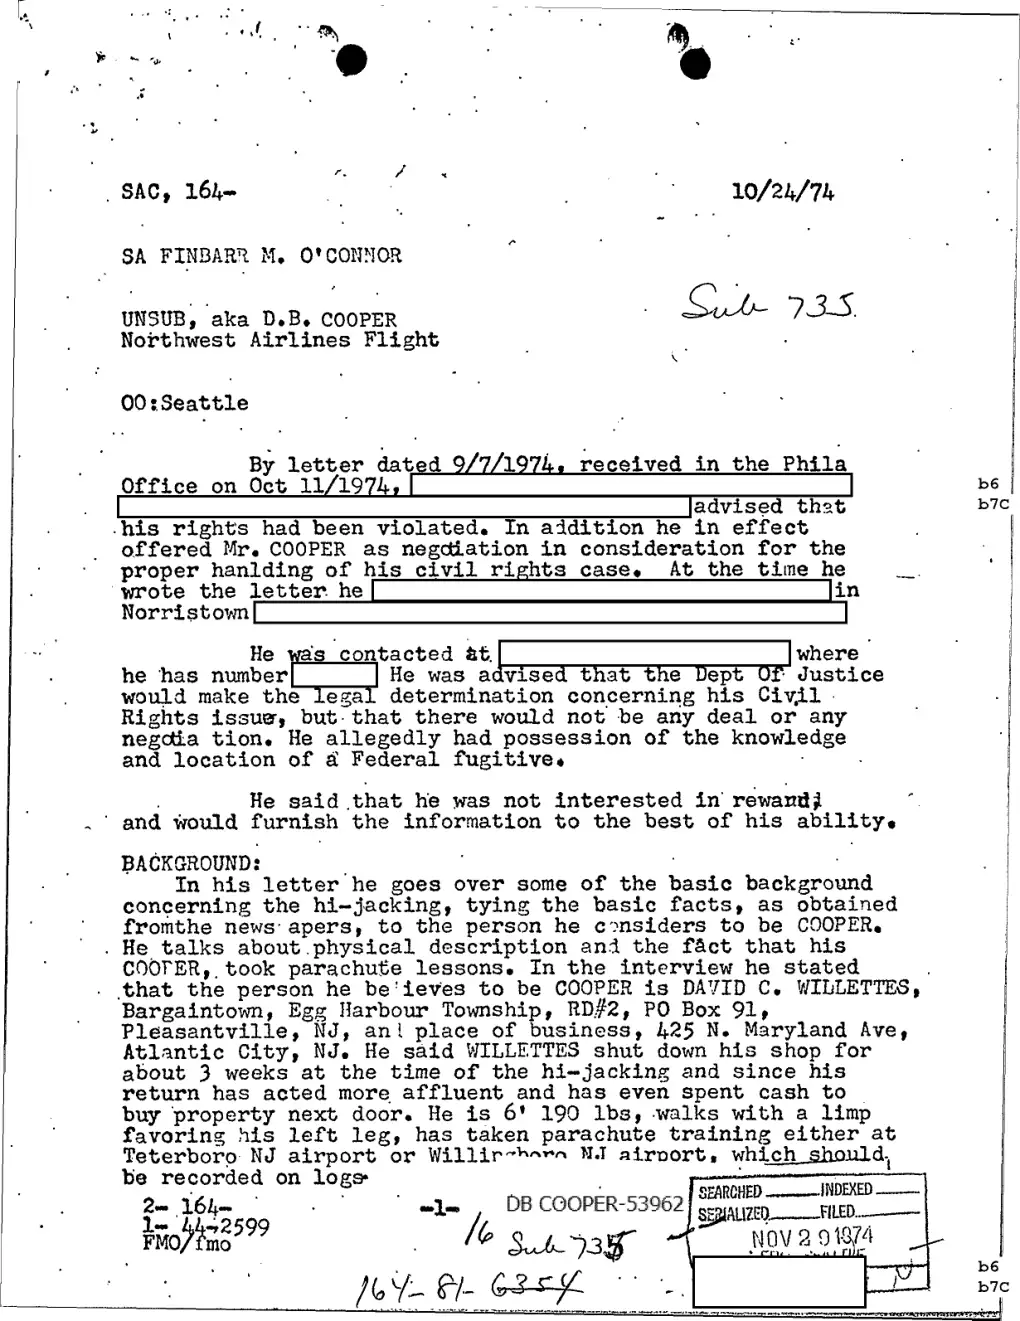 SAC, 164- 10/24/74
SA FINBARR M. O'CONNOR
Sub 735.
UNSUB, aka D.B. COOPER
Northwest Airlines Flight
OO:Seattle
By letter dated 9/7/1974, received in the Phila
Office on Oct 11/1974, b6
advised that b7C
his rights had been violated. In addition he in effect
offered Mr. COOPER as negotiation in consideration for the
proper hanlding of his civil rights case. At the time he
wrote the letter he in
Norristown
He was contacted at where
he has number He was advised that the Dept Of Justice
would make the legal determination concerning his Civil
Rights issue, but that there would not be any deal or any
negotia tion. He allegedly had possession of the knowledge
and location of a Federal fugitive.
He said that he was not interested in reward;
and would furnish the information to the best of his ability.
BACKGROUND:
In his letter he goes over some of the basic background
concerning the hi-jacking, tying the basic facts, as obtained
fromthe news apers, to the person he considers to be COOPER.
He talks about physical description and the fact that his
COOPER, took parachute lessons. In the interview he stated
that the person he believes to be COOPER is DAVID C. WILLETTES,
Bargaintown, Egg Harbour Township, RD#2, PO Box 91,
Pleasantville, NJ, and place of business, 425 N. Maryland Ave,
Atlantic City, NJ. He said WILLETTES shut down his shop for
about 3 weeks at the time of the hi-jacking and since his
return has acted more affluent and has even spent cash to
buy property next door. He is 6' 190 lbs, walks with a limp
favoring his left leg, has taken parachute training either at
Teterboro NJ airport or NJ airport, which should
be recorded on logs
2- 164-
1- 44-2599
FMO/fmo
-1-
DB COOPER-53962
16 Sub 735
164-81-6354
SEARCHED INDEXED
SERIALIZED FILED
NOV 29 1974
b6
b7C